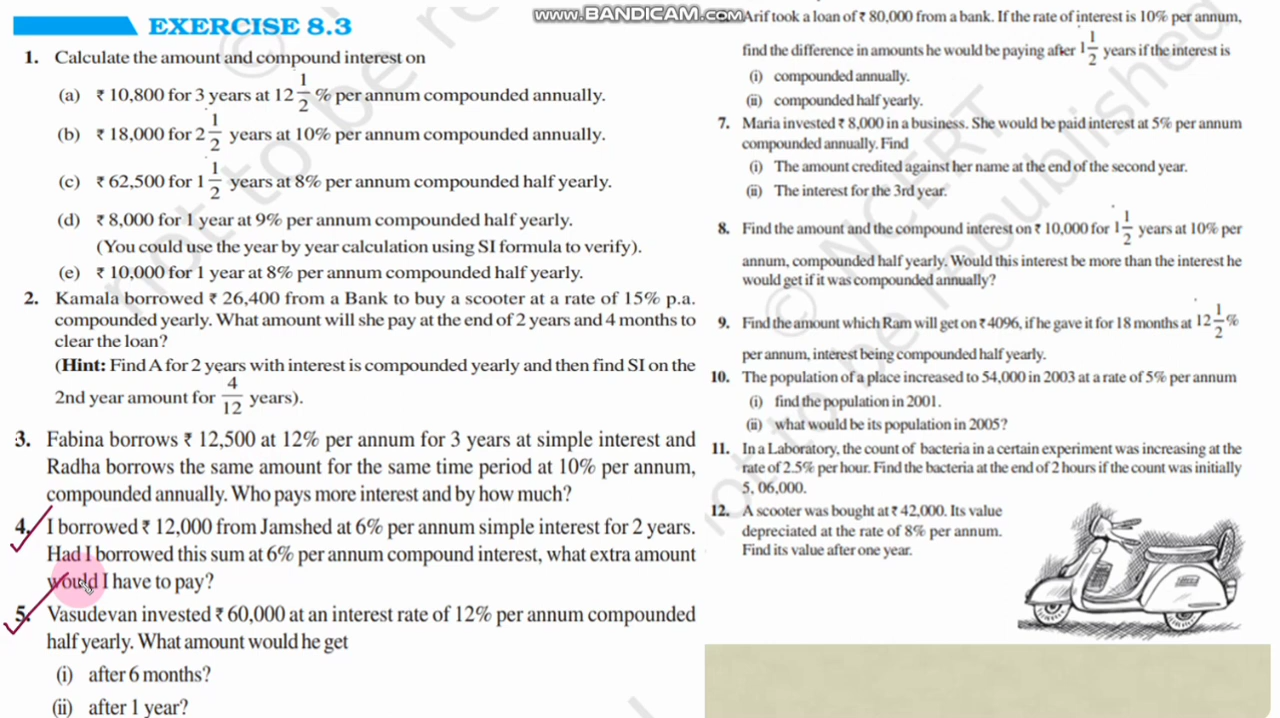 www.BANDICAM.com
EXERCISE 8.3
1. Calculate the amount and compound interest on
(a) ₹ 10,800 for 3 years at 12 1/2 % per annum compounded annually.
(b) ₹ 18,000 for 2 1/2 years at 10% per annum compounded annually.
(c) ₹ 62,500 for 1 1/2 years at 8% per annum compounded half yearly.
(d) ₹ 8,000 for 1 year at 9% per annum compounded half yearly.
(You could use the year by year calculation using SI formula to verify).
(e) ₹ 10,000 for 1 year at 8% per annum compounded half yearly.
2. Kamala borrowed ₹ 26,400 from a Bank to buy a scooter at a rate of 15% p.a.
compounded yearly. What amount will she pay at the end of 2 years and 4 months to
clear the loan?
(Hint: Find A for 2 years with interest is compounded yearly and then find SI on the
2nd year amount for 4/12 years).
3. Fabina borrows ₹ 12,500 at 12% per annum for 3 years at simple interest and
Radha borrows the same amount for the same time period at 10% per annum,
compounded annually. Who pays more interest and by how much?
4. I borrowed ₹ 12,000 from Jamshed at 6% per annum simple interest for 2 years.
Had I borrowed this sum at 6% per annum compound interest, what extra amount
would I have to pay?
5. Vasudevan invested ₹ 60,000 at an interest rate of 12% per annum compounded
half yearly. What amount would he get
(i) after 6 months?
(ii) after 1 year?
Arif took a loan of ₹ 80,000 from a bank. If the rate of interest is 10% per annum,
find the difference in amounts he would be paying after 1 1/2 years if the interest is
(i) compounded annually.
(ii) compounded half yearly.
7. Maria invested ₹ 8,000 in a business. She would be paid interest at 5% per annum
compounded annually. Find
(i) The amount credited against her name at the end of the second year.
(ii) The interest for the 3rd year.
8. Find the amount and the compound interest on ₹ 10,000 for 1 1/2 years at 10% per
annum, compounded half yearly. Would this interest be more than the interest he
would get if it was compounded annually?
9. Find the amount which Ram will get on ₹ 4096, if he gave it for 18 months at 12 1/2 %
per annum, interest being compounded half yearly.
10. The population of a place increased to 54,000 in 2003 at a rate of 5% per annum
(i) find the population in 2001.
(ii) what would be its population in 2005?
11. In a Laboratory, the count of bacteria in a certain experiment was increasing at the
rate of 2.5% per hour. Find the bacteria at the end of 2 hours if the count was initially
5, 06,000.
12. A scooter was bought at ₹ 42,000. Its value
depreciated at the rate of 8% per annum.
Find its value after one year.
not to be re
© NCERT
not to be republished